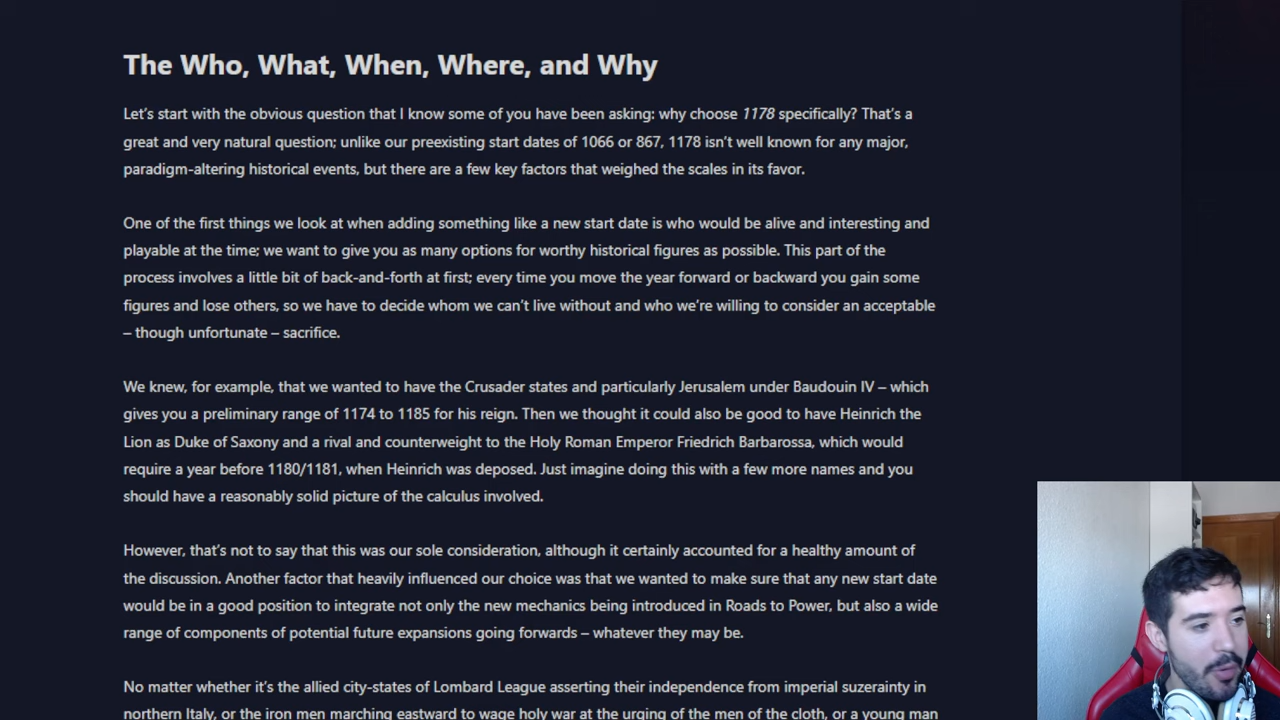 The Who, What, When, Where, and Why
Let's start with the obvious question that I know some of you have been asking: why choose 1178 specifically? That's a
great and very natural question; unlike our preexisting start dates of 1066 or 867, 1178 isn't well known for any major,
paradigm-altering historical events, but there are a few key factors that weighed the scales in its favor.
One of the first things we look at when adding something like a new start date is who would be alive and interesting and
playable at the time; we want to give you as many options for worthy historical figures as possible. This part of the
process involves a little bit of back-and-forth at first; every time you move the year forward or backward you gain some
figures and lose others, so we have to decide whom we can't live without and who we're willing to consider an acceptable
– though unfortunate – sacrifice.
We knew, for example, that we wanted to have the Crusader states and particularly Jerusalem under Baudouin IV – which
gives you a preliminary range of 1174 to 1185 for his reign. Then we thought it could also be good to have Heinrich the
Lion as Duke of Saxony and a rival and counterweight to the Holy Roman Emperor Friedrich Barbarossa, which would
require a year before 1180/1181, when Heinrich was deposed. Just imagine doing this with a few more names and you
should have a reasonably solid picture of the calculus involved.
However, that's not to say that this was our sole consideration, although it certainly accounted for a healthy amount of
the discussion. Another factor that heavily influenced our choice was that we wanted to make sure that any new start date
would be in a good position to integrate not only the new mechanics being introduced in Roads to Power, but also a wide
range of components of potential future expansions going forwards – whatever they may be.
No matter whether it's the allied city-states of Lombard League asserting their independence from imperial suzerainty in
northern Italy, or the iron men marching eastward to wage holy war at the urging of the men of the cloth, or a young man